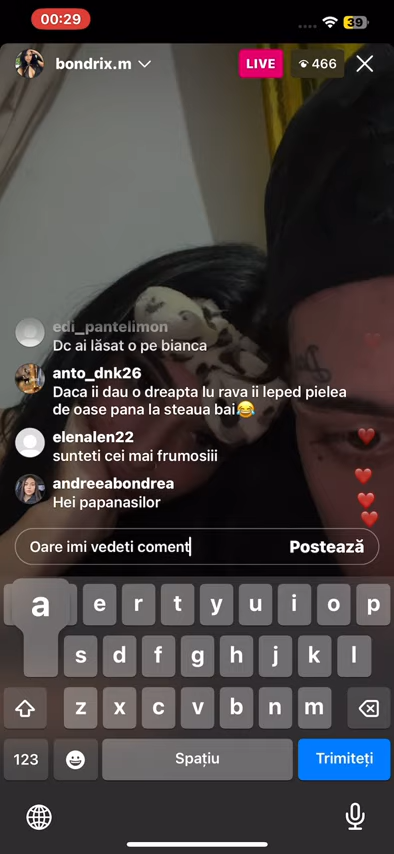 00:29
39
bondrix.m
LIVE
466
edi_pantelimon
Dc ai lăsat o pe bianca
anto_dnk26
Daca ii dau o dreapta lu rava ii leped pielea
de oase pana la steaua bai😂
elenalen22
sunteti cei mai frumosiii
andreeabondrea
Hei papanasilor
Oare imi vedeti coment
Postează
a e r t y u i o p
s d f g h j k l
z x c v b n m
123
Spațiu
Trimiteți